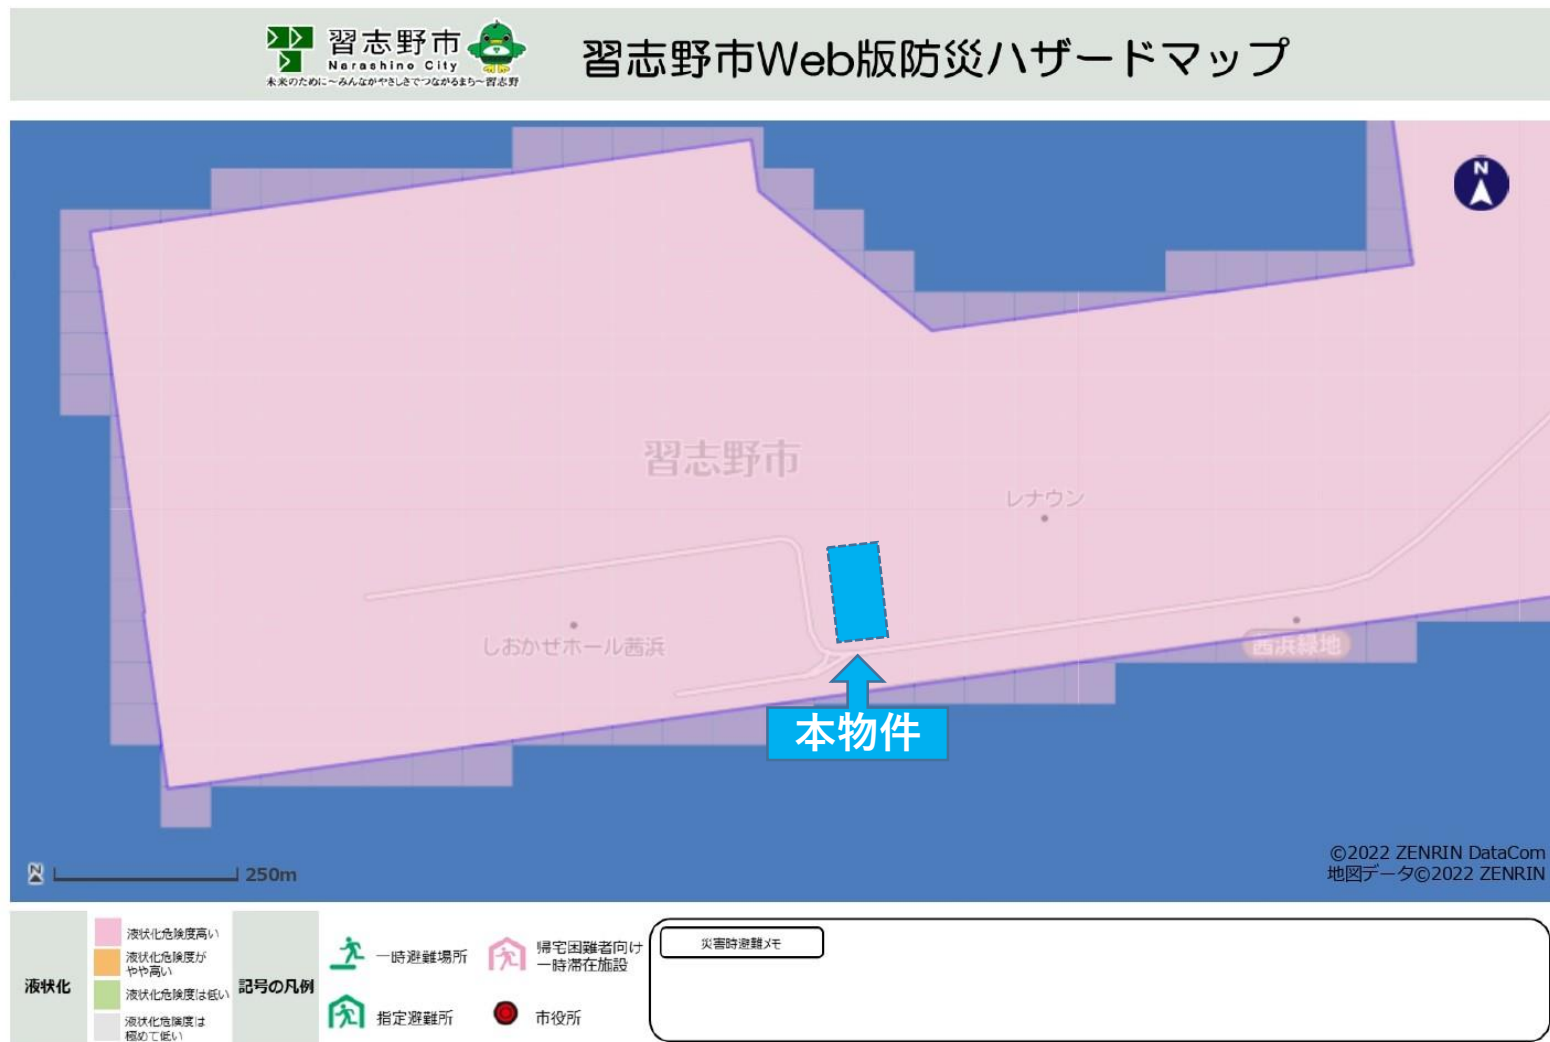 習志野市
Narashino City
未来のために～みんながやさしさでつながるまち～習志野
習志野市Web版防災ハザードマップ
N
習志野市
レナウン
しおかぜホール茜浜
茜浜緑地
本物件
N
250m
©2022 ZENRIN DataCom
地図データ©2022 ZENRIN
液状化
液状化危険度高い
液状化危険度が
やや高い
液状化危険度は低い
液状化危険度は
極めて低い
記号の凡例
一時避難場所
指定避難所
帰宅困難者向け
一時滞在施設
市役所
災害時避難メモ